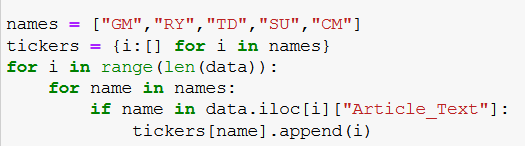 names = ["GM","RY","TD","SU","CM"]
tickers = {i:[] for i in names}
for i in range(len(data)):
    for name in names:
        if name in data.iloc[i]["Article_Text"]:
            tickers[name].append(i)